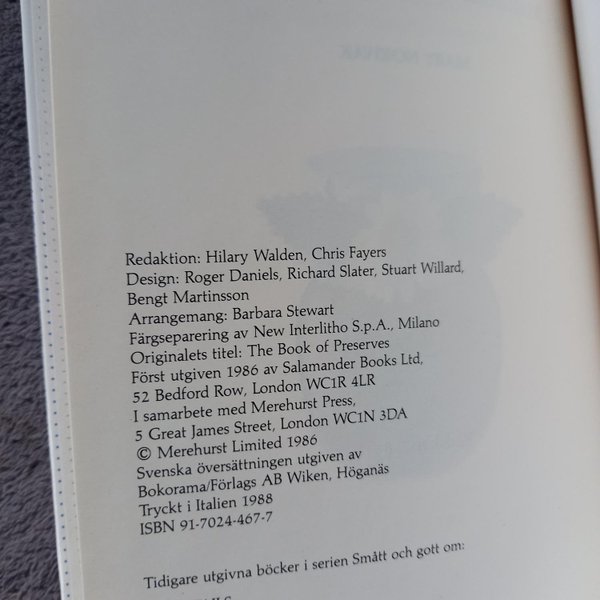 Redaktion: Hilary Walden, Chris Fayers
Design: Roger Daniels, Richard Slater, Stuart Willard,
Bengt Martinsson
Arrangemang: Barbara Stewart
Färgseparering av New Interlitho S.p.A., Milano
Originalets titel: The Book of Preserves
Först utgiven 1986 av Salamander Books Ltd,
52 Bedford Row, London WC1R 4LR
I samarbete med Merehurst Press,
5 Great James Street, London WC1N 3DA
© Merehurst Limited 1986
Svenska översättningen utgiven av
Bokorama/Förlags AB Wiken, Höganäs
Tryckt i Italien 1988
ISBN 91-7024-467-7
Tidigare utgivna böcker i serien Smått och gott om: